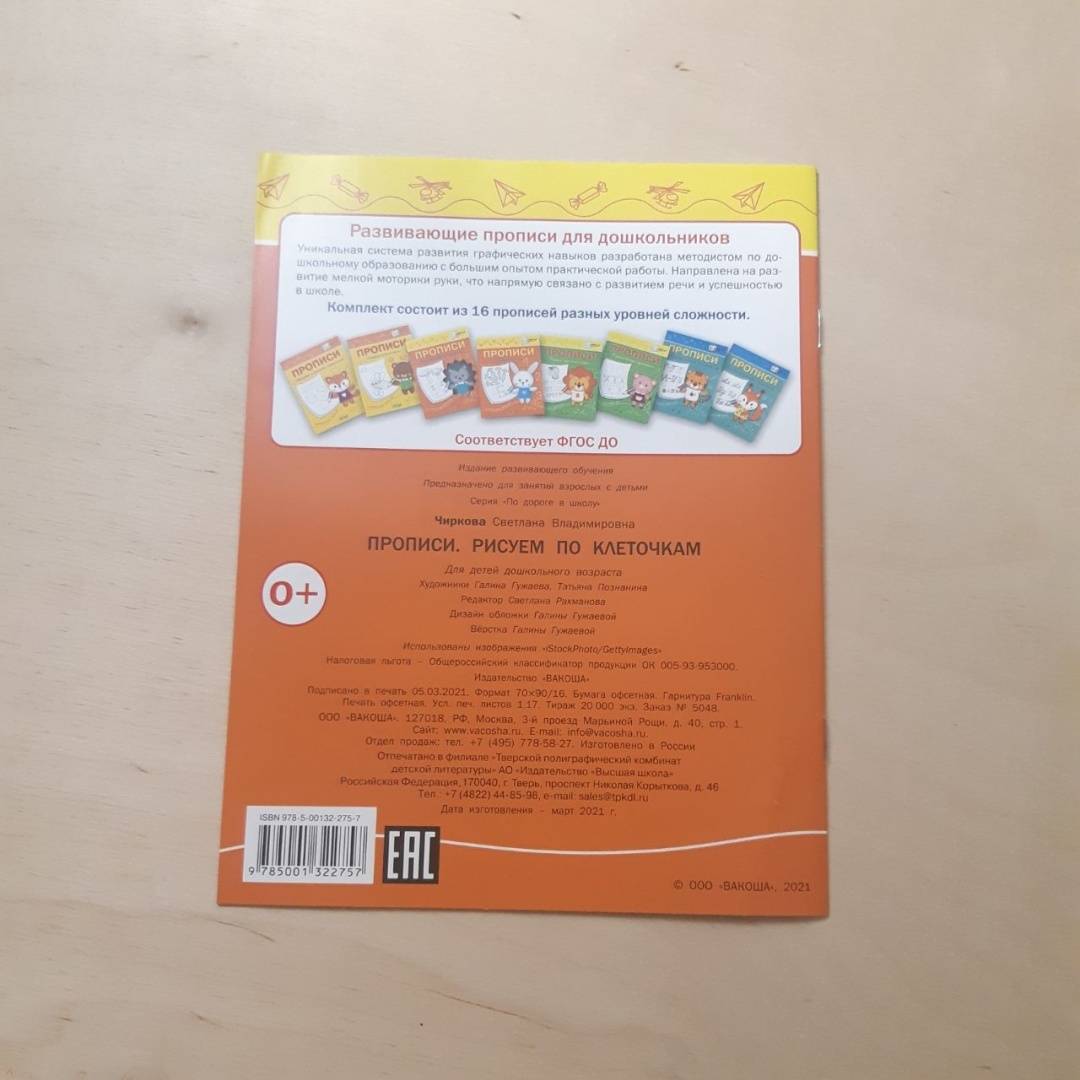 Развивающие прописи для дошкольников
Уникальная система развития графических навыков разработана методистом по до-
школьному образованию с большим опытом практической работы. Направлена на раз-
витие мелкой моторики руки, что напрямую связано с развитием речи и успешностью
в школе.
Комплект состоит из 16 прописей разных уровней сложности.
ПРОПИСИ
ПРОПИСИ
ПРОПИСИ
ПРОПИСИ
ПРОПИСИ
ПРОПИСИ
Соответствует ФГОС ДО
Издание развивающего обучения
Предназначено для занятий взрослых с детьми
Серия «По дороге в школу»
Чиркова Светлана Владимировна
ПРОПИСИ. РИСУЕМ ПО КЛЕТОЧКАМ
Для детей дошкольного возраста
0+
Художники Галина Гужаева, Татьяна Познанина
Редактор Светлана Рахманова
Дизайн обложки Галины Гужаевой
Вёрстка Галины Гужаевой
Использованы изображения «iStockPhoto/GettyImages»
Налоговая льгота – Общероссийский классификатор продукции ОК 005-93-953000.
Издательство «ВАКОША»
Подписано в печать 05.03.2021. Формат 70×90/16. Бумага офсетная. Гарнитура Franklin.
Печать офсетная. Усл. печ. листов 1,17. Тираж 20 000 экз. Заказ № 5048.
ООО «ВАКОША». 127018, РФ, Москва, 3-й проезд Марьиной Рощи, д. 40, стр. 1.
Сайт: www.vacosha.ru. E-mail: info@vacosha.ru.
Отдел продаж: тел. +7 (495) 778-58-27. Изготовлено в России
Отпечатано в филиале «Тверской полиграфический комбинат
детской литературы» АО «Издательство «Высшая школа»
Российская Федерация, 170040, г. Тверь, проспект Николая Корыткова, д. 46
Тел.: +7 (4822) 44-85-98, e-mail: sales@tpkdl.ru
Дата изготовления - март 2021 г.
ISBN 978-5-00132-275-7
9 785001 322757
EAC
© ООО «ВАКОША», 2021